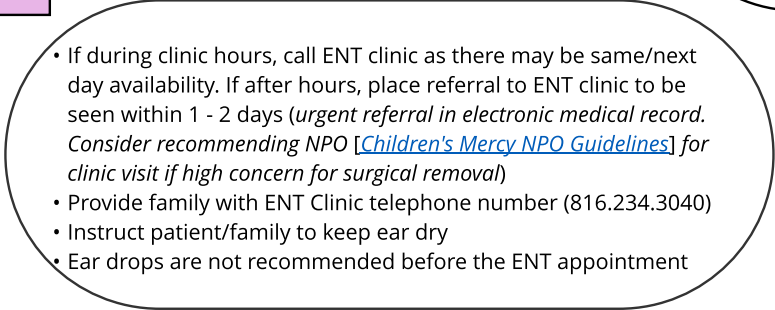 • If during clinic hours, call ENT clinic as there may be same/next
day availability. If after hours, place referral to ENT clinic to be
seen within 1 - 2 days (urgent referral in electronic medical record.
Consider recommending NPO [Children's Mercy NPO Guidelines] for
clinic visit if high concern for surgical removal)
• Provide family with ENT Clinic telephone number (816.234.3040)
• Instruct patient/family to keep ear dry
• Ear drops are not recommended before the ENT appointment